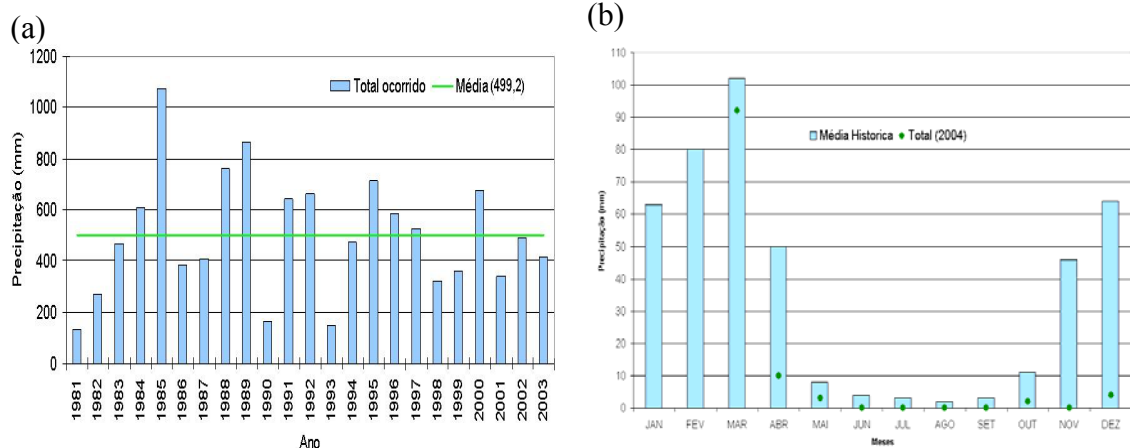 (a)
1200
1000
800
600
400
200
0
Precipitação (mm)
Total ocorrido Média (499,2)
1981 1982 1983 1984 1985 1986 1987 1988 1989 1990 1991 1992 1993 1994 1995 1996 1997 1998 1999 2000 2001 2002 2003
Ano
(b)
110
100
90
80
70
60
50
40
30
20
10
0
Precipitação (mm)
Média Historica Total (2004)
JAN FEV MAR ABR MAI JUN JUL AGO SET OUT NOV DEZ
Meses